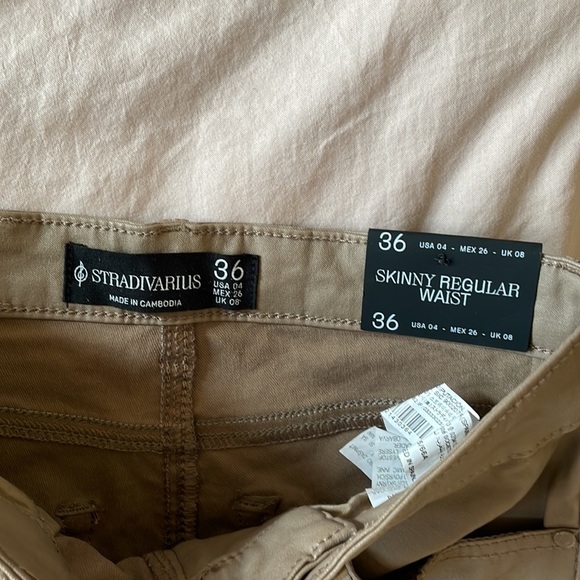 STRADIVARIUS
MADE IN CAMBODIA
36
USA 04
MEX 26
UK 08
36 USA 04 - MEX 26 - UK 08
SKINNY REGULAR
WAIST
36 USA 04 - MEX 26 - UK 08